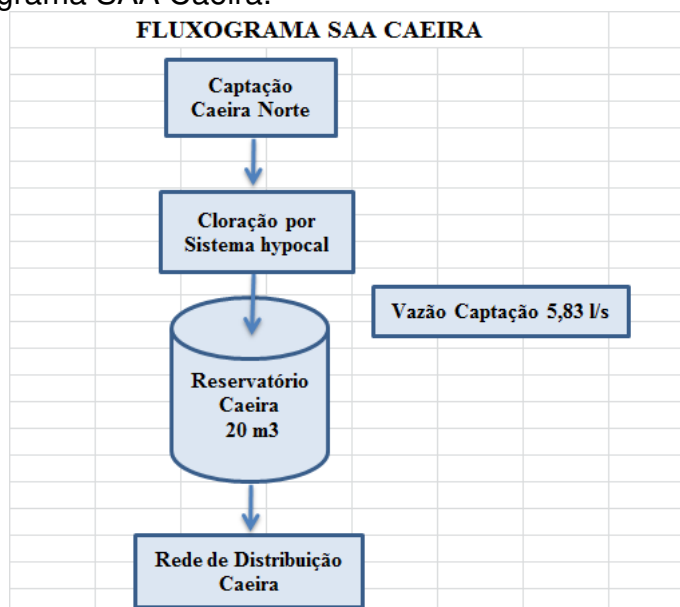 grama SAA Caeira.
FLUXOGRAMA SAA CAEIRA
Captação
Caeira Norte
Cloração por
Sistema hypocal
Vazão Captação 5,83 l/s
Reservatório
Caeira
20 m3
Rede de Distribuição
Caeira